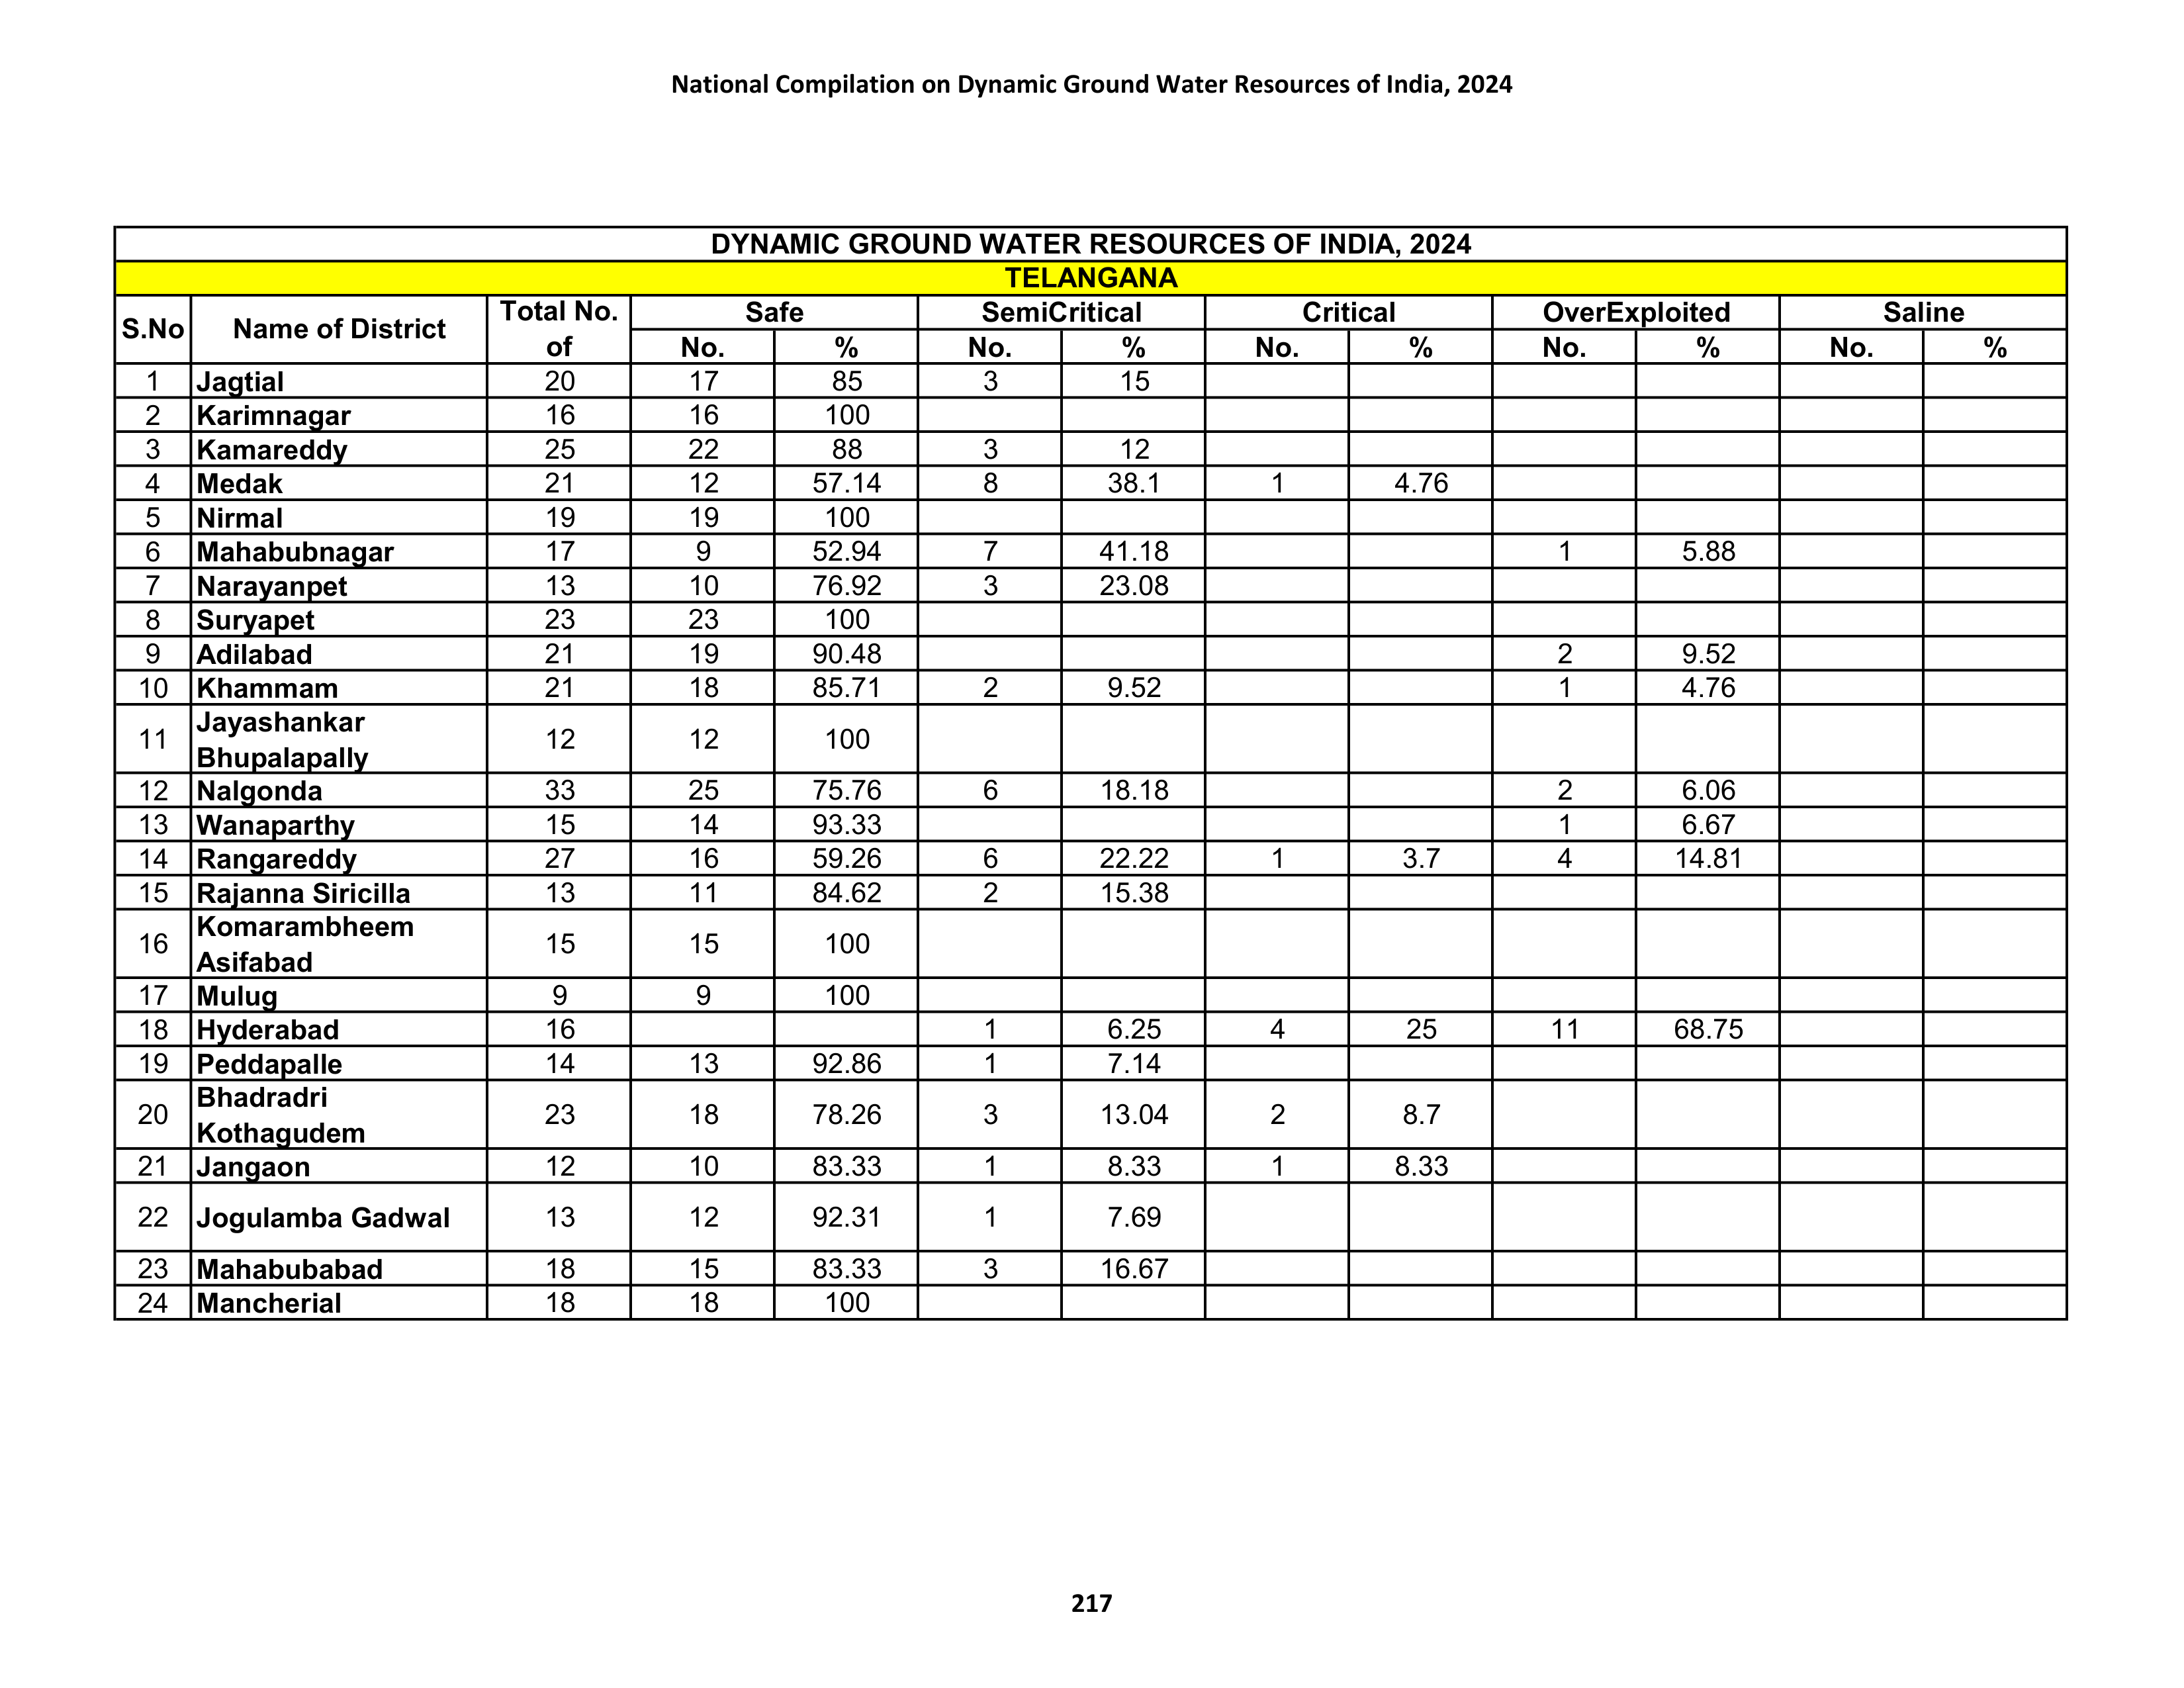 National Compilation on Dynamic Ground Water Resources of India, 2024
DYNAMIC GROUND WATER RESOURCES OF INDIA, 2024
TELANGANA
S.No Name of District Total No. of Safe SemiCritical Critical OverExploited Saline
No. % No. % No. % No. % No. %
1 Jagtial 20 17 85 3 15
2 Karimnagar 16 16 100
3 Kamareddy 25 22 88 3 12
4 Medak 21 12 57.14 8 38.1 1 4.76
5 Nirmal 19 19 100
6 Mahabubnagar 17 9 52.94 7 41.18 1 5.88
7 Narayanpet 13 10 76.92 3 23.08
8 Suryapet 23 23 100
9 Adilabad 21 19 90.48 2 9.52
10 Khammam 21 18 85.71 2 9.52 1 4.76
11 Jayashankar Bhupalapally 12 12 100
12 Nalgonda 33 25 75.76 6 18.18 2 6.06
13 Wanaparthy 15 14 93.33 1 6.67
14 Rangareddy 27 16 59.26 6 22.22 1 3.7 4 14.81
15 Rajanna Siricilla 13 11 84.62 2 15.38
16 Komarambheem Asifabad 15 15 100
17 Mulug 9 9 100
18 Hyderabad 16 1 6.25 4 25 11 68.75
19 Peddapalle 14 13 92.86 1 7.14
20 Bhadradri Kothagudem 23 18 78.26 3 13.04 2 8.7
21 Jangaon 12 10 83.33 1 8.33 1 8.33
22 Jogulamba Gadwal 13 12 92.31 1 7.69
23 Mahabubabad 18 15 83.33 3 16.67
24 Mancherial 18 18 100
217